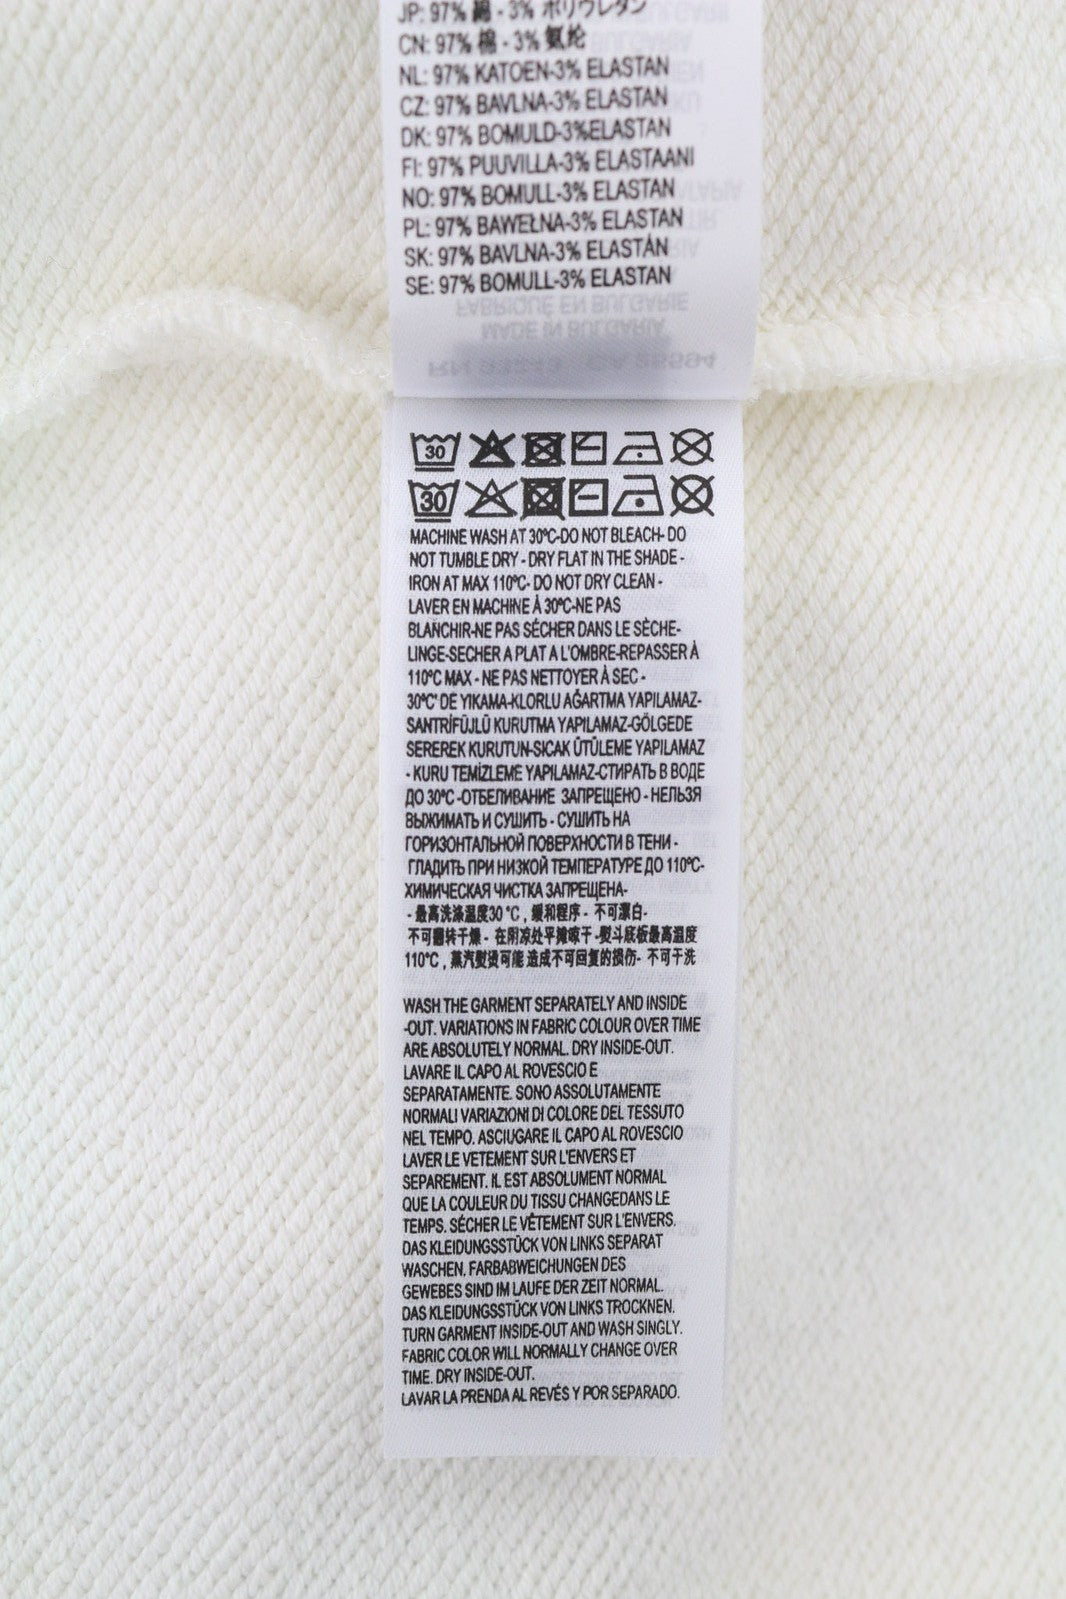 JP: 97% 綿 - 3% ポリウレタン
CN: 97% 棉 - 3% 氨纶
NL: 97% KATOEN-3% ELASTAN
CZ: 97% BAVLNA-3% ELASTAN
DK: 97% BOMULD-3%ELASTAN
FI: 97% PUUVILLA-3% ELASTAANI
NO: 97% BOMULL-3% ELASTAN
PL: 97% BAWEŁNA-3% ELASTAN
SK: 97% BAVLNA-3% ELASTÁN
SE: 97% BOMULL-3% ELASTAN
FABRIQUÉ EN BULGARIE
MADE IN BULGARIA
30
30
MACHINE WASH AT 30°C-DO NOT BLEACH- DO
NOT TUMBLE DRY - DRY FLAT IN THE SHADE -
IRON AT MAX 110°C- DO NOT DRY CLEAN -
LAVER EN MACHINE À 30°C-NE PAS
BLANCHIR-NE PAS SÉCHER DANS LE SÈCHE-
LINGE-SECHER A PLAT A L'OMBRE-REPASSER À
110°C MAX - NE PAS NETTOYER À SEC -
30°C' DE YIKAMA-KLORLU AĞARTMA YAPILAMAZ-
SANTRİFÜJLÜ KURUTMA YAPILAMAZ-GÖLGEDE
SEREREK KURUTUN-SICAK ÜTÜLEME YAPILAMAZ
- KURU TEMİZLEME YAPILAMAZ-СТИРАТЬ В ВОДЕ
ДО 30°C -ОТБЕЛИВАНИЕ ЗАПРЕЩЕНО - НЕЛЬЗЯ
ВЫЖИМАТЬ И СУШИТЬ - СУШИТЬ НА
ГОРИЗОНТАЛЬНОЙ ПОВЕРХНОСТИ В ТЕНИ -
ГЛАДИТЬ ПРИ НИЗКОЙ ТЕМПЕРАТУРЕ ДО 110°C-
ХИМИЧЕСКАЯ ЧИСТКА ЗАПРЕЩЕНА-
- 最高洗涤温度30 °C , 缓和程序 - 不可漂白-
不可翻转干燥 - 在阴凉处平摊晾干 -熨斗底板最高温度
110°C , 蒸汽熨烫可能 造成不可回复的损伤- 不可干洗
WASH THE GARMENT SEPARATELY AND INSIDE
-OUT. VARIATIONS IN FABRIC COLOUR OVER TIME
ARE ABSOLUTELY NORMAL. DRY INSIDE-OUT.
LAVARE IL CAPO AL ROVESCIO E
SEPARATAMENTE. SONO ASSOLUTAMENTE
NORMALI VARIAZIONI DI COLORE DEL TESSUTO
NEL TEMPO. ASCIUGARE IL CAPO AL ROVESCIO
LAVER LE VETEMENT SUR L'ENVERS ET
SEPAREMENT. IL EST ABSOLUMENT NORMAL
QUE LA COULEUR DU TISSU CHANGEDANS LE
TEMPS. SÉCHER LE VÊTEMENT SUR L'ENVERS.
DAS KLEIDUNGSSTÜCK VON LINKS SEPARAT
WASCHEN, FARBABWEICHUNGEN DES
GEWEBES SIND IM LAUFE DER ZEIT NORMAL.
DAS KLEIDUNGSSTÜCK VON LINKS TROCKNEN.
TURN GARMENT INSIDE-OUT AND WASH SINGLY.
FABRIC COLOR WILL NORMALLY CHANGE OVER
TIME. DRY INSIDE-OUT.
LAVAR LA PRENDA AL REVÉS Y POR SEPARADO.